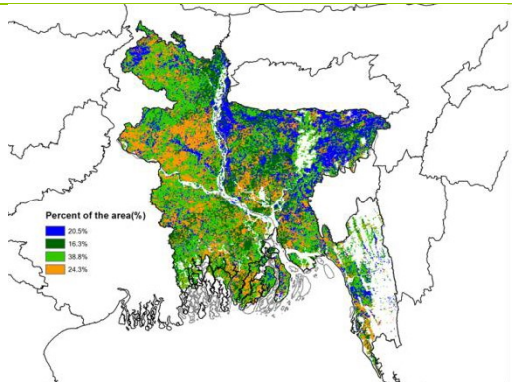 Percent of the area(%)
20.5%
16.3%
38.8%
24.3%